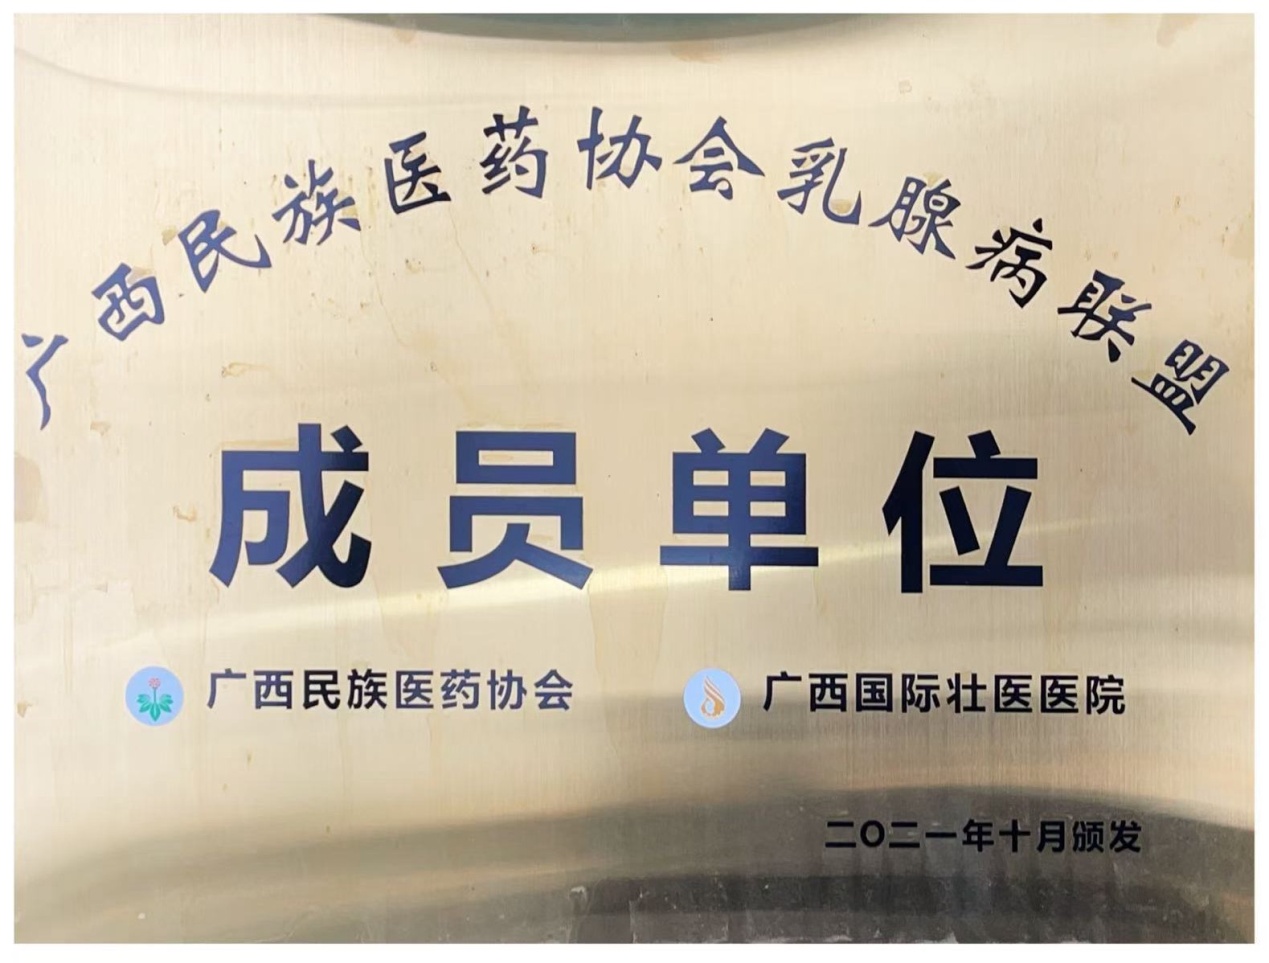 广西民族医药协会乳腺病联盟
成员单位
广西民族医药协会 广西国际壮医医院
二〇二一年十月颁发